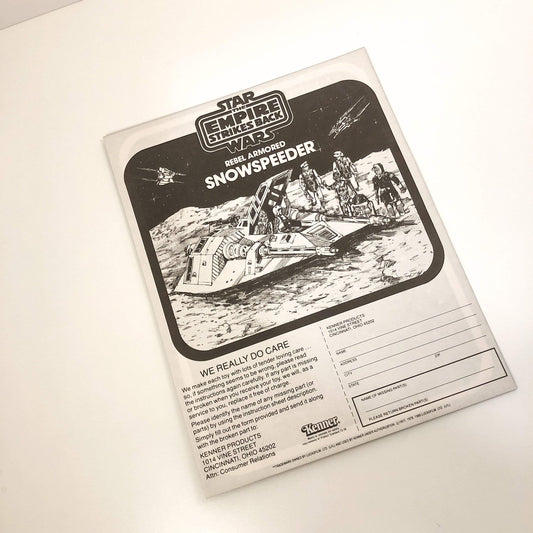 STAR
THE
EMPIRE
STRIKES BACK
WARS
REBEL ARMORED
SNOWSPEEDER
WE REALLY DO CARE
We make each toy with lots of tender loving care . . .
so, if something seems to be wrong, please read
the instructions again carefully. If any part is missing
or broken when you receive your toy, we will, as a
service to you, replace it free of charge.
Please identify the name of any missing part (or
parts) by using the instruction sheet description.
Simply fill out the form provided and send it along
with the broken part to:
KENNER PRODUCTS
1014 VINE STREET
CINCINNATI, OHIO 45202
Attn: Consumer Relations
KENNER PRODUCTS
1014 VINE STREET
CINCINNATI, OHIO 45202
NAME
ADDRESS
CITY
ZIP
STATE
NAME OF MISSING PART(S)
PLEASE RETURN BROKEN PART(S)
Kenner